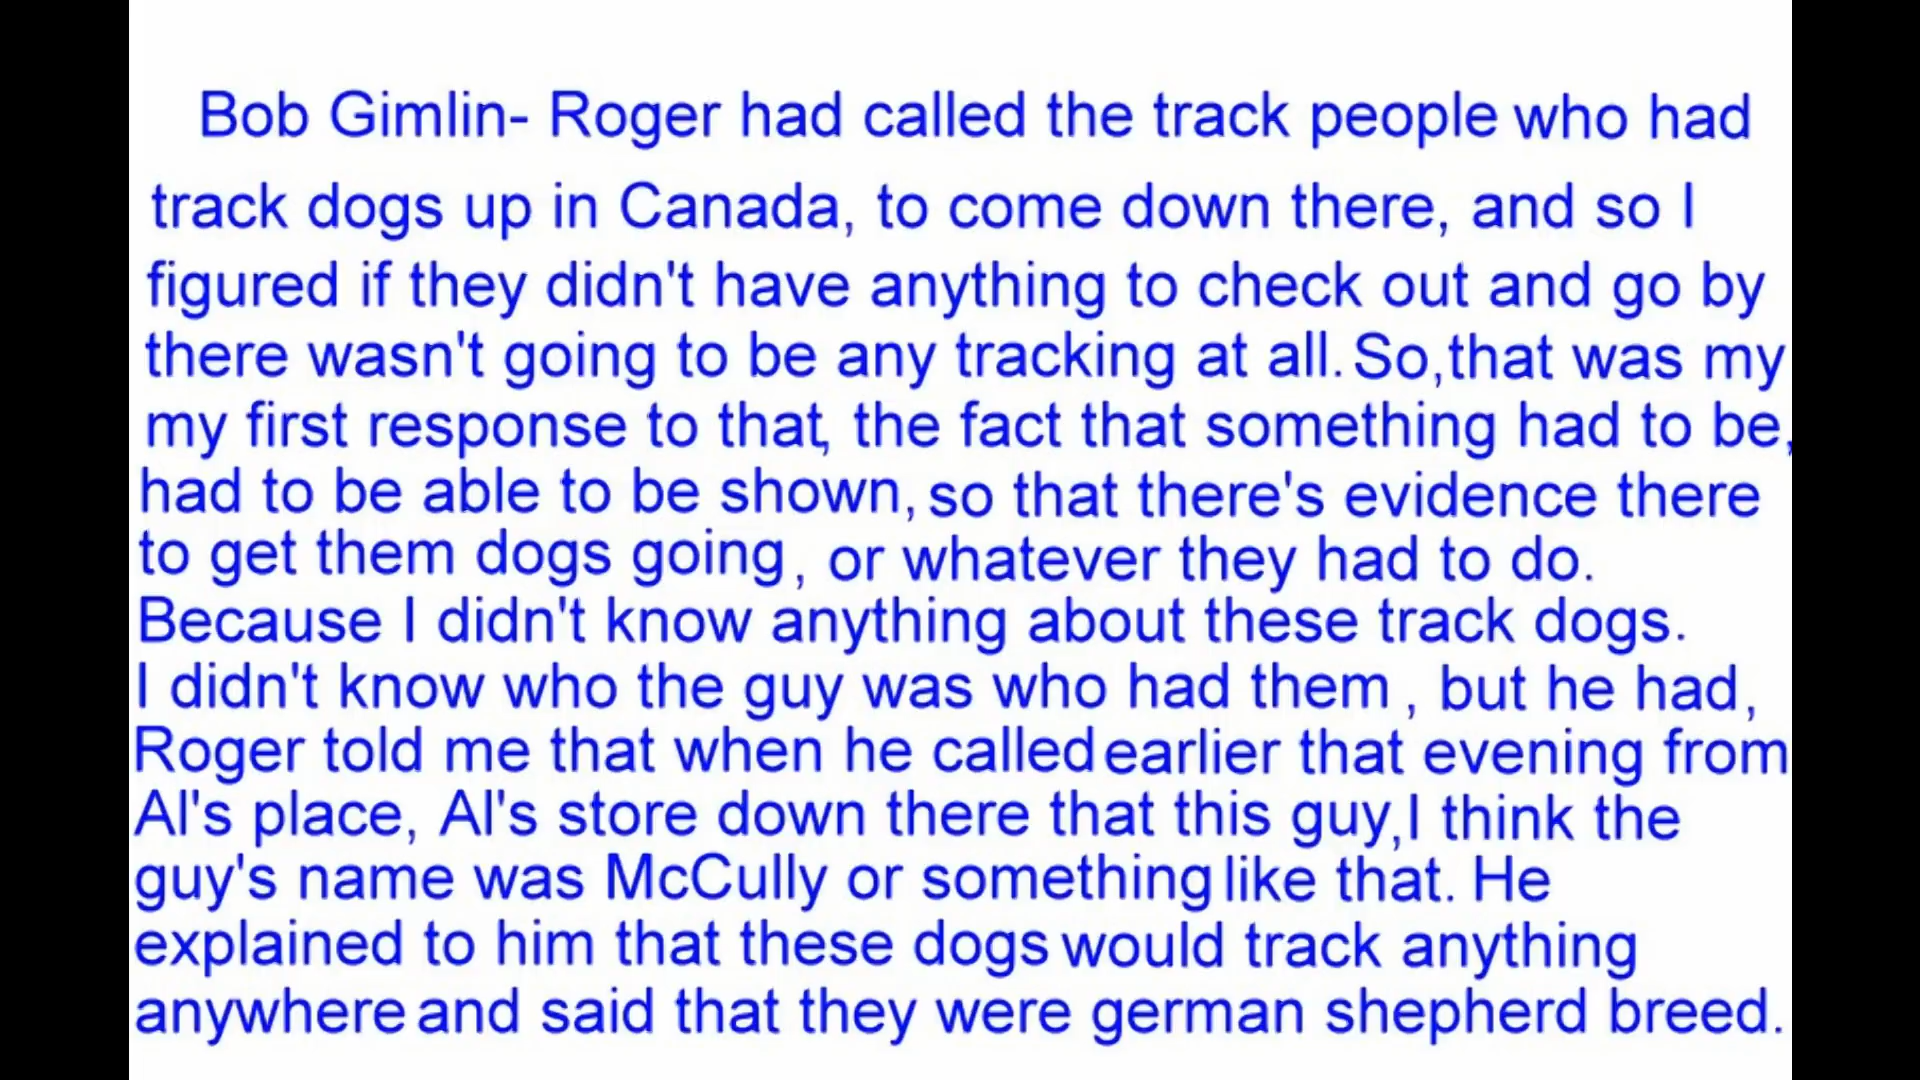 Bob Gimlin- Roger had called the track people who had
track dogs up in Canada, to come down there, and so I
figured if they didn't have anything to check out and go by
there wasn't going to be any tracking at all. So,that was my
my first response to that, the fact that something had to be,
had to be able to be shown, so that there's evidence there
to get them dogs going, or whatever they had to do.
Because I didn't know anything about these track dogs.
I didn't know who the guy was who had them , but he had,
Roger told me that when he called earlier that evening from
Al's place, Al's store down there that this guy,I think the
guy's name was McCully or something like that. He
explained to him that these dogs would track anything
anywhere and said that they were german shepherd breed.